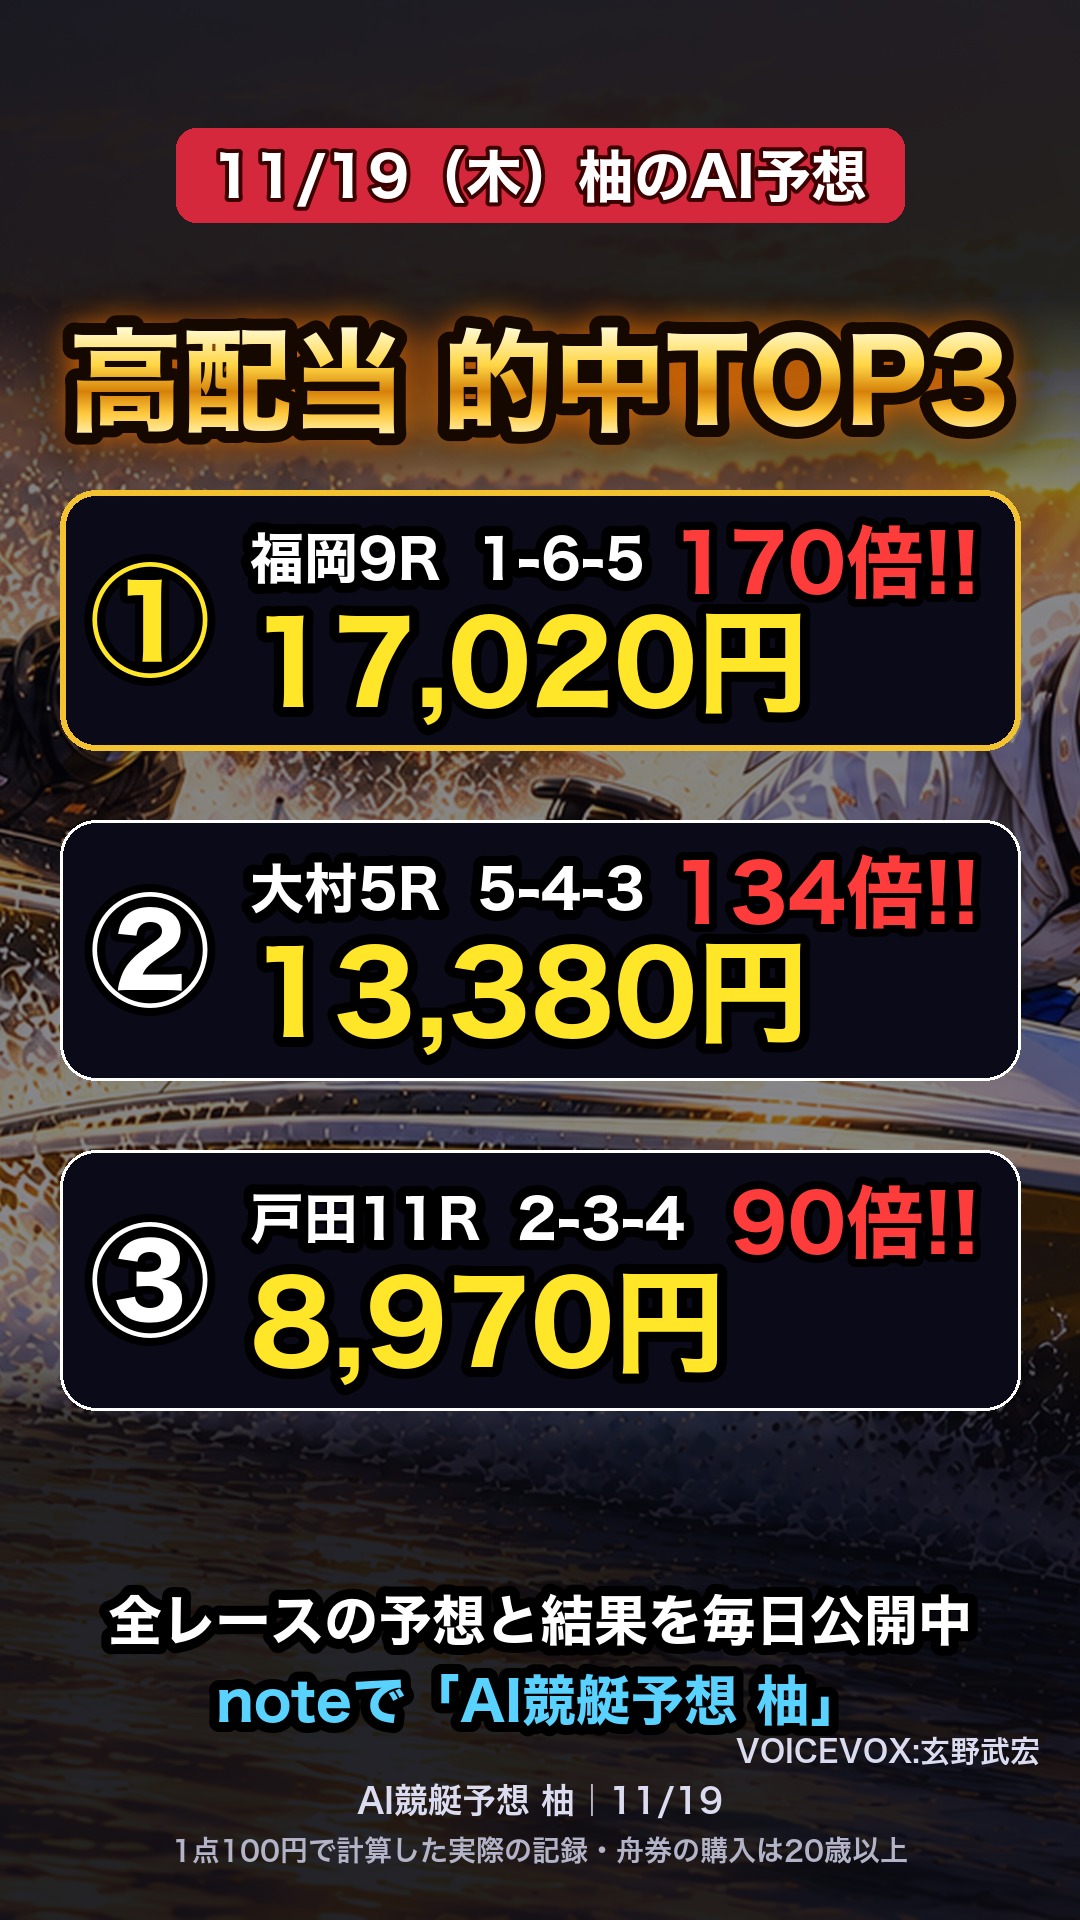 11/19（木）柚のAI予想
高配当 的中TOP3
① 福岡9R 1-6-5 170倍!!
17,020円
② 大村5R 5-4-3 134倍!!
13,380円
③ 戸田11R 2-3-4 90倍!!
8,970円
全レースの予想と結果を毎日公開中
noteで「AI競艇予想 柚」
VOICEVOX:玄野武宏
AI競艇予想 柚｜11/19
1点100円で計算した実際の記録・舟券の購入は20歳以上